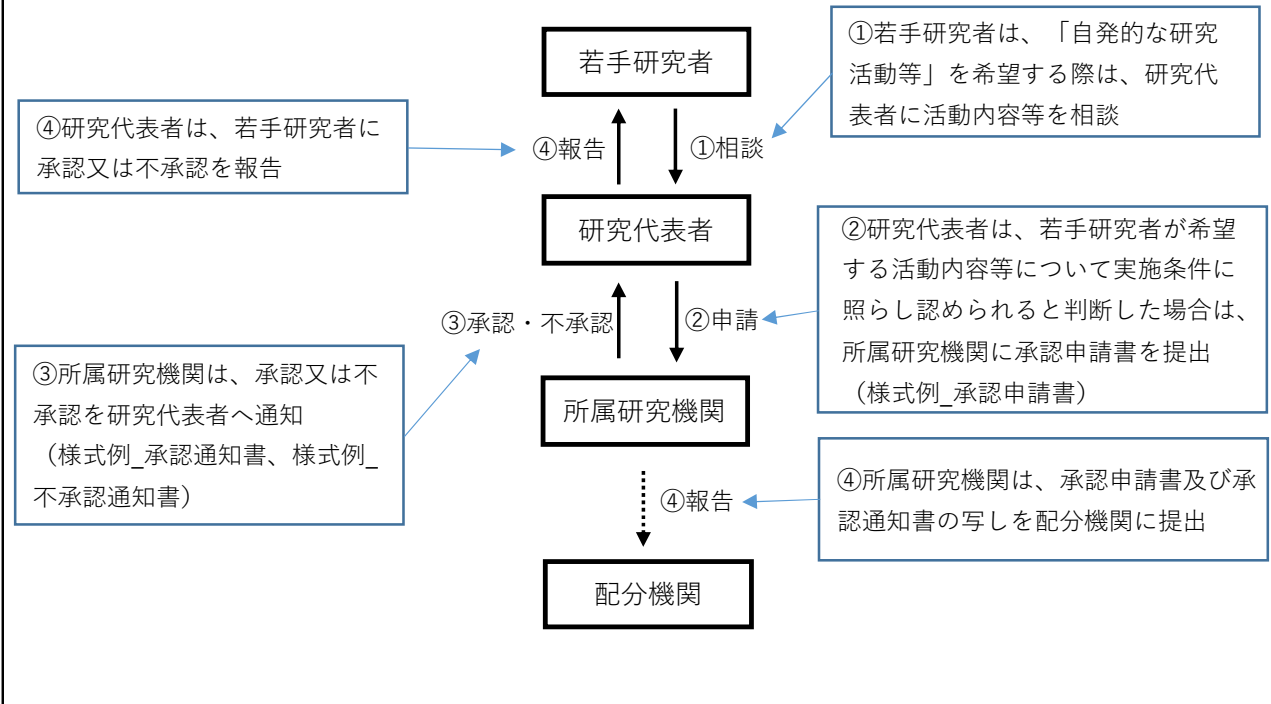 若手研究者
①若手研究者は、「自発的な研究
活動等」を希望する際は、研究代
表者に活動内容等を相談
④研究代表者は、若手研究者に
承認又は不承認を報告
④報告
①相談
研究代表者
②研究代表者は、若手研究者が希望
する活動内容等について実施条件に
照らし認められると判断した場合は、
所属研究機関に承認申請書を提出
（様式例_承認申請書）
③承認・不承認
②申請
③所属研究機関は、承認又は不
承認を研究代表者へ通知
（様式例_承認通知書、様式例_
不承認通知書）
所属研究機関
④報告
④所属研究機関は、承認申請書及び承
認通知書の写しを配分機関に提出
配分機関